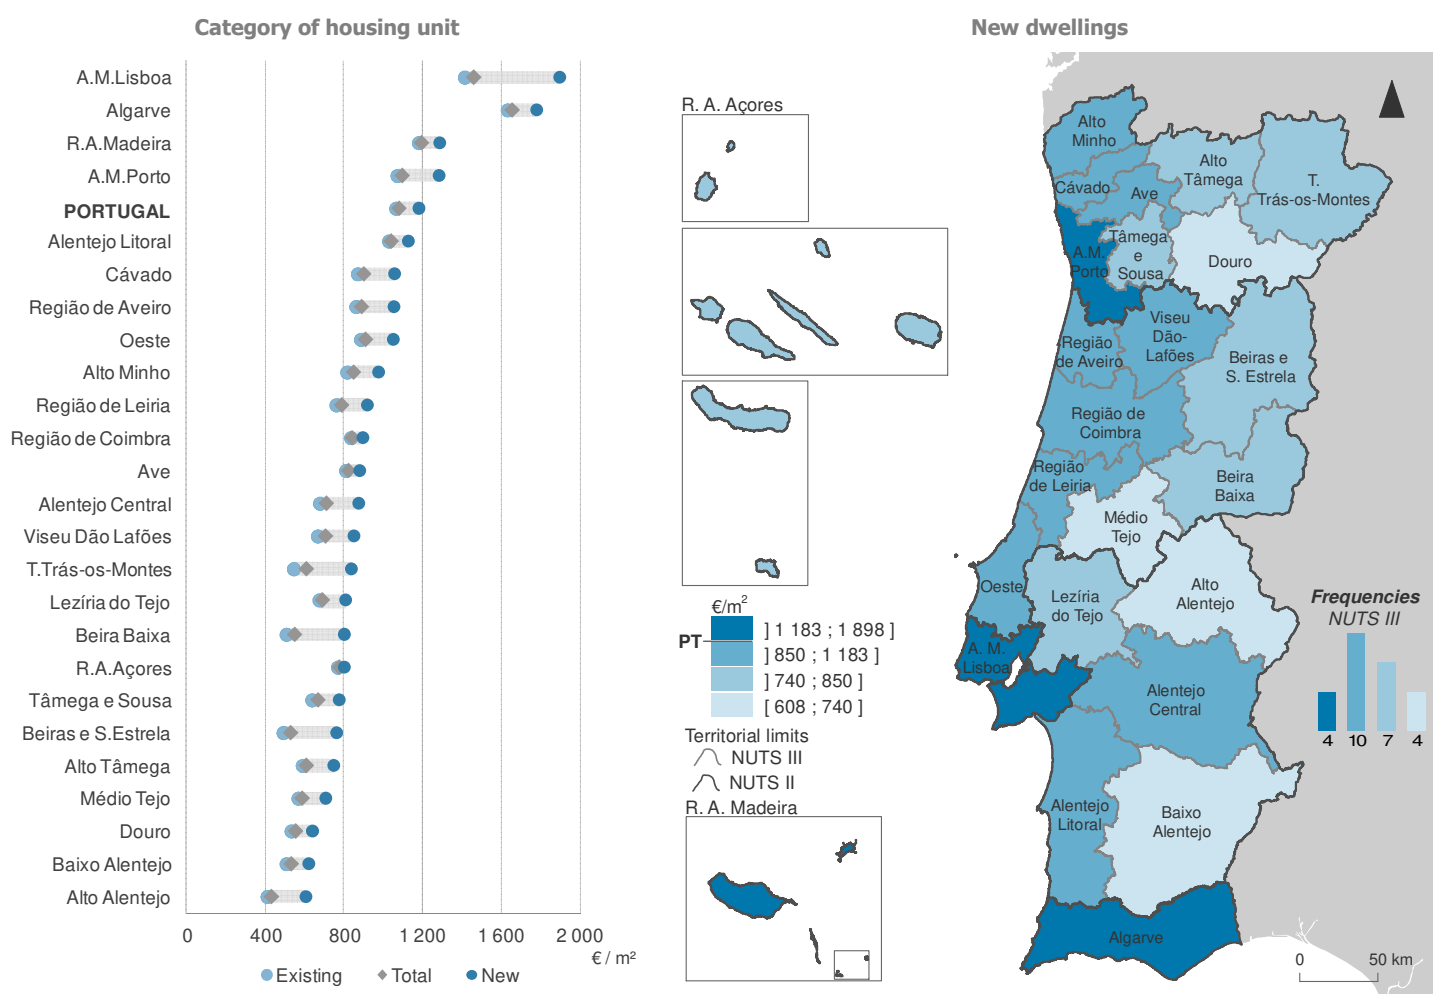 Category of housing unit
A.M.Lisboa
Algarve
R.A.Madeira
A.M.Porto
PORTUGAL
Alentejo Litoral
Cávado
Região de Aveiro
Oeste
Alto Minho
Região de Leiria
Região de Coimbra
Ave
Alentejo Central
Viseu Dão Lafões
T.Trás-os-Montes
Lezíria do Tejo
Beira Baixa
R.A.Açores
Tâmega e Sousa
Beiras e S.Estrela
Alto Tâmega
Médio Tejo
Douro
Baixo Alentejo
Alto Alentejo
0 400 800 1 200 1 600 2 000
€ / m²
Existing Total New
New dwellings
R. A. Açores
€/m²
PT
] 1 183 ; 1 898 ]
] 850 ; 1 183 ]
] 740 ; 850 ]
[ 608 ; 740 ]
Territorial limits
NUTS III
NUTS II
R. A. Madeira
Alto
Minho
Cávado
Ave
Alto
Tâmega
T.
Trás-os-Montes
A.M.
Porto
Tâmega
e
Sousa
Douro
Região
de Aveiro
Viseu
Dão-
Lafões
Beiras e
S. Estrela
Região de
Coimbra
Região
de Leiria
Beira
Baixa
Médio
Tejo
Oeste
Lezíria
do Tejo
Alto
Alentejo
A. M.
Lisboa
Alentejo
Central
Alentejo
Litoral
Baixo
Alentejo
Algarve
Frequencies
NUTS III
4 10 7 4
0 50 km